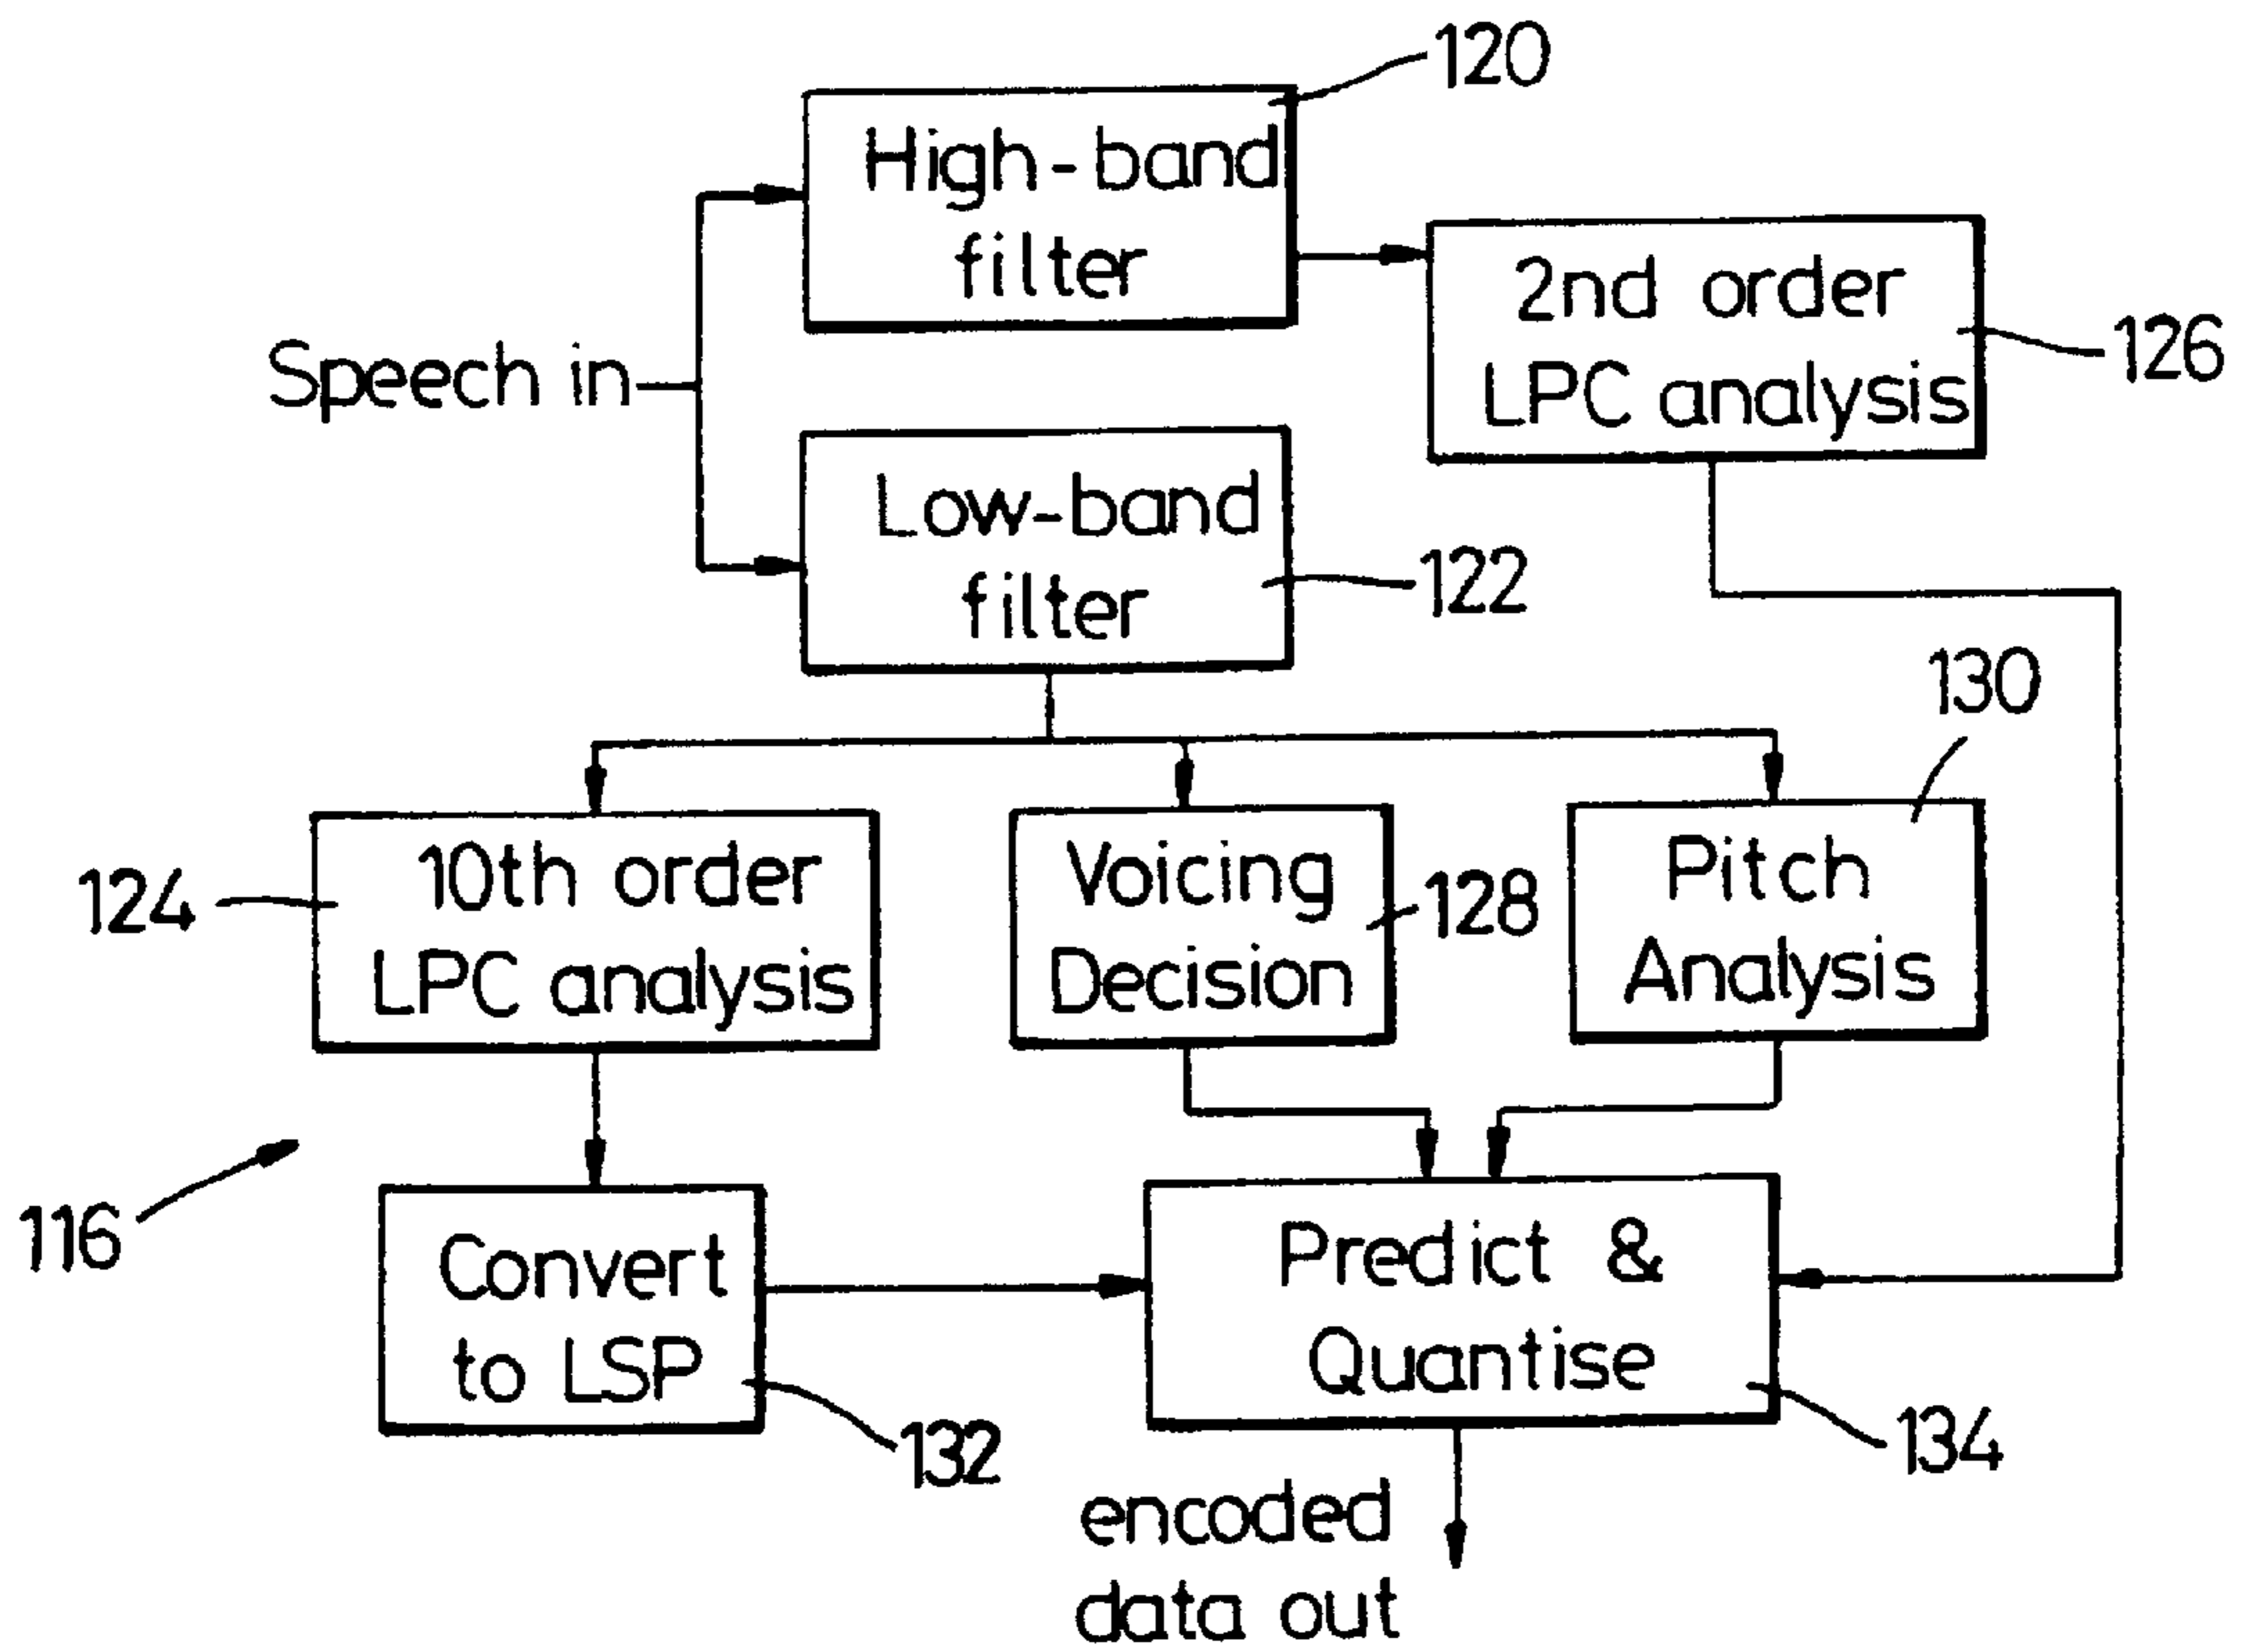 120
High-band
filter
2nd order
LPC analysis
126
Speech in
Low-band
filter
122
130
124
10th order
LPC analysis
Voicing
Decision
128
Pitch
Analysis
116
Convert
to LSP
132
Predict &
Quantise
134
encoded
data out